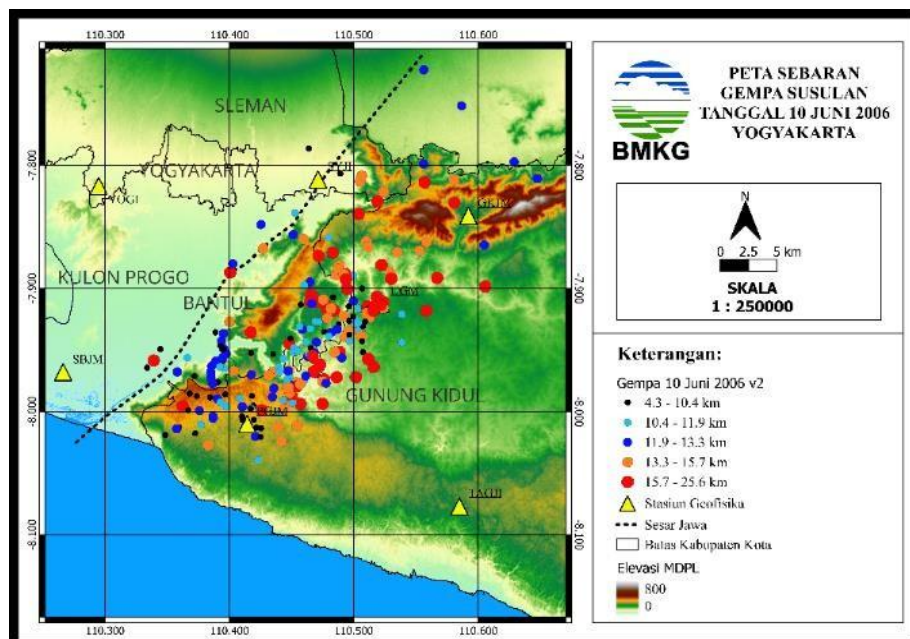 110.300 110.400 110.500 110.600
SLEMAN
-7.800 -7.800
YOGYAKARTA
YOGI
KULON PROGO
-7.900 -7.900
BANTUL
SBJM
GUNUNG KIDUL
-8.000 -8.000
-8.100 -8.100
110.300 110.400 110.500 110.600
BMKG
PETA SEBARAN
GEMPA SUSULAN
TANGGAL 10 JUNI 2006
YOGYAKARTA
N
0 2.5 5 km
SKALA
1 : 250000
Keterangan:
Gempa 10 Juni 2006 v2
4.3 - 10.4 km
10.4 - 11.9 km
11.9 - 13.3 km
13.3 - 15.7 km
15.7 - 25.6 km
Stasiun Geofisika
Sesar Jawa
Batas Kabupaten Kota
Elevasi MDPL
800
0